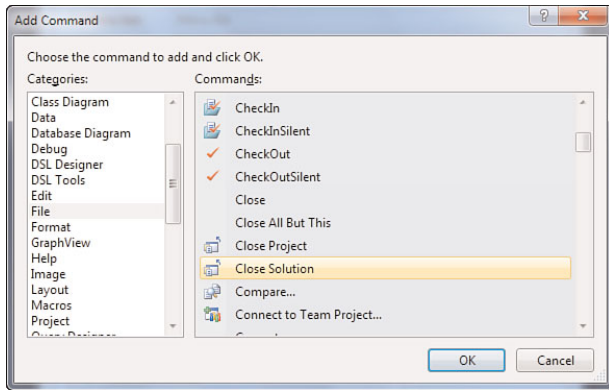 Add Command
Choose the command to add and click OK.
Categories:
Commands:
Class Diagram
Data
Database Diagram
Debug
DSL Designer
DSL Tools
Edit
File
Format
GraphView
Help
Image
Layout
Macros
Project
Query Designer
CheckIn
CheckInSilent
CheckOut
CheckOutSilent
Close
Close All But This
Close Project
Close Solution
Compare...
Connect to Team Project...
OK
Cancel